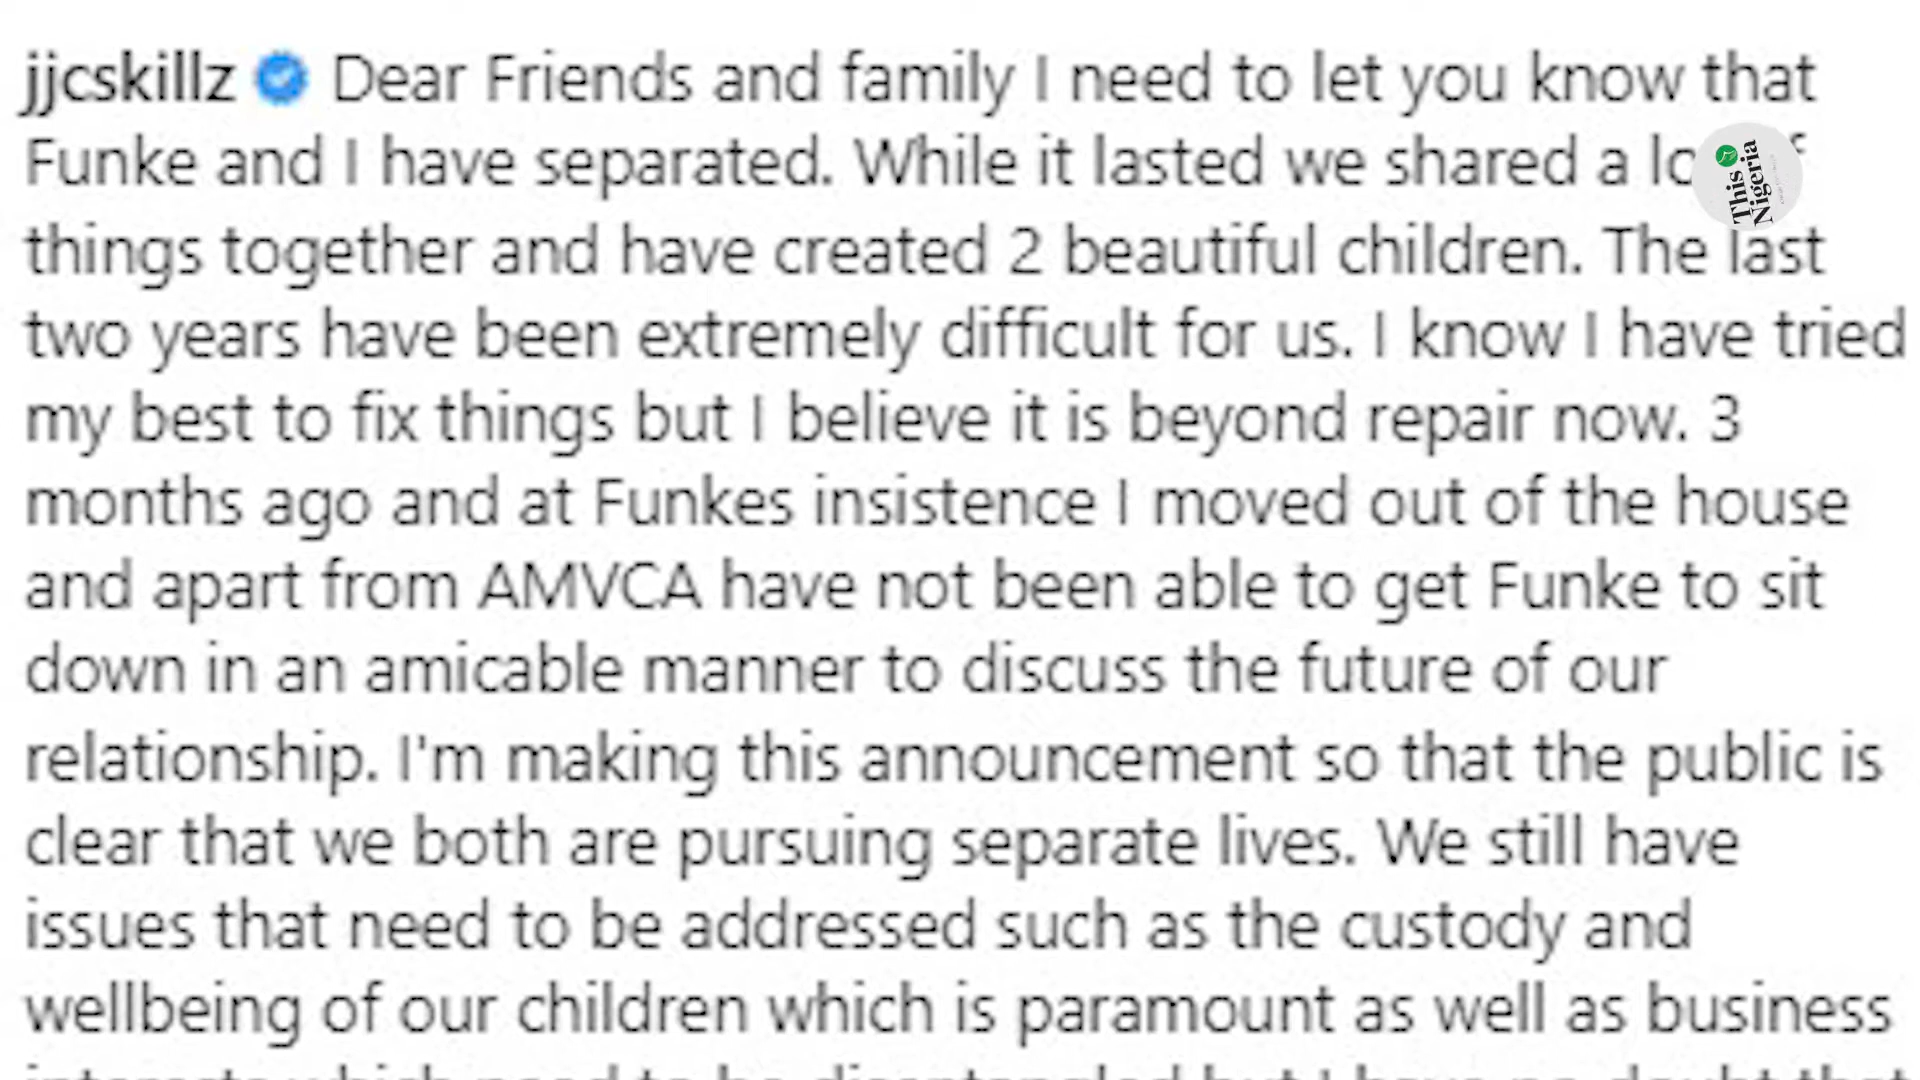 jjcskillz Dear Friends and family I need to let you know that
Funke and I have separated. While it lasted we shared a
things together and have created 2 beautiful children. The last
two years have been extremely difficult for us. I know I have tried
my best to fix things but I believe it is beyond repair now. 3
months ago and at Funkes insistence I moved out of the house
and apart from AMVCA have not been able to get Funke to sit
down in an amicable manner to discuss the future of our
relationship. I'm making this announcement so that the public is
clear that we both are pursuing separate lives. We still have
issues that need to be addressed such as the custody and
wellbeing of our children which is paramount as well as business
This
Nigeria